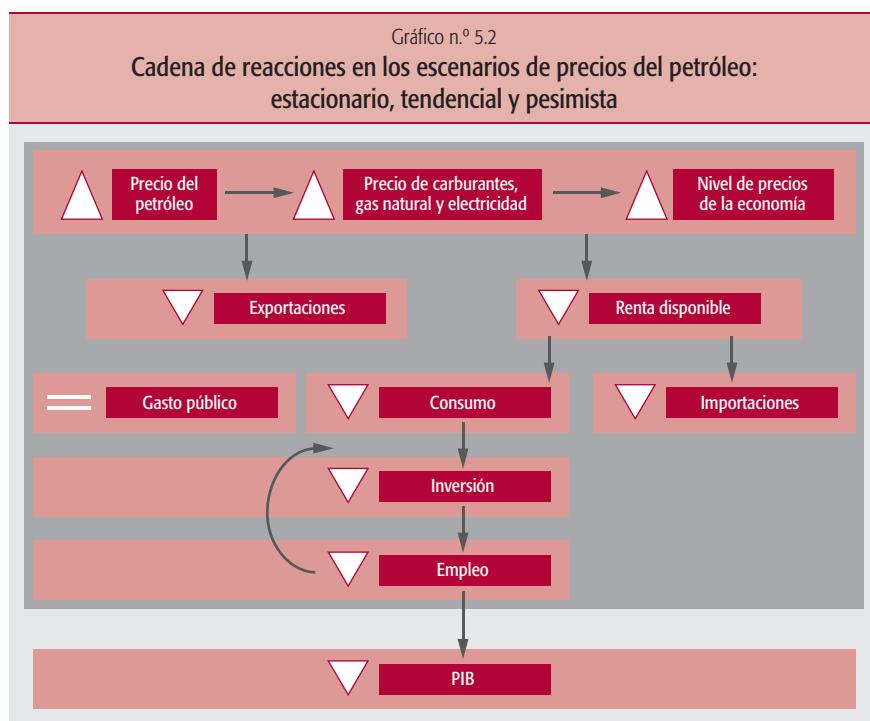 Gráfico n.º 5.2
Cadena de reacciones en los escenarios de precios del petróleo:
estacionario, tendencial y pesimista
Precio del
petróleo
Precio de carburantes,
gas natural y electricidad
Nivel de precios
de la economía
Exportaciones
Renta disponible
Gasto público
Consumo
Importaciones
Inversión
Empleo
PIB